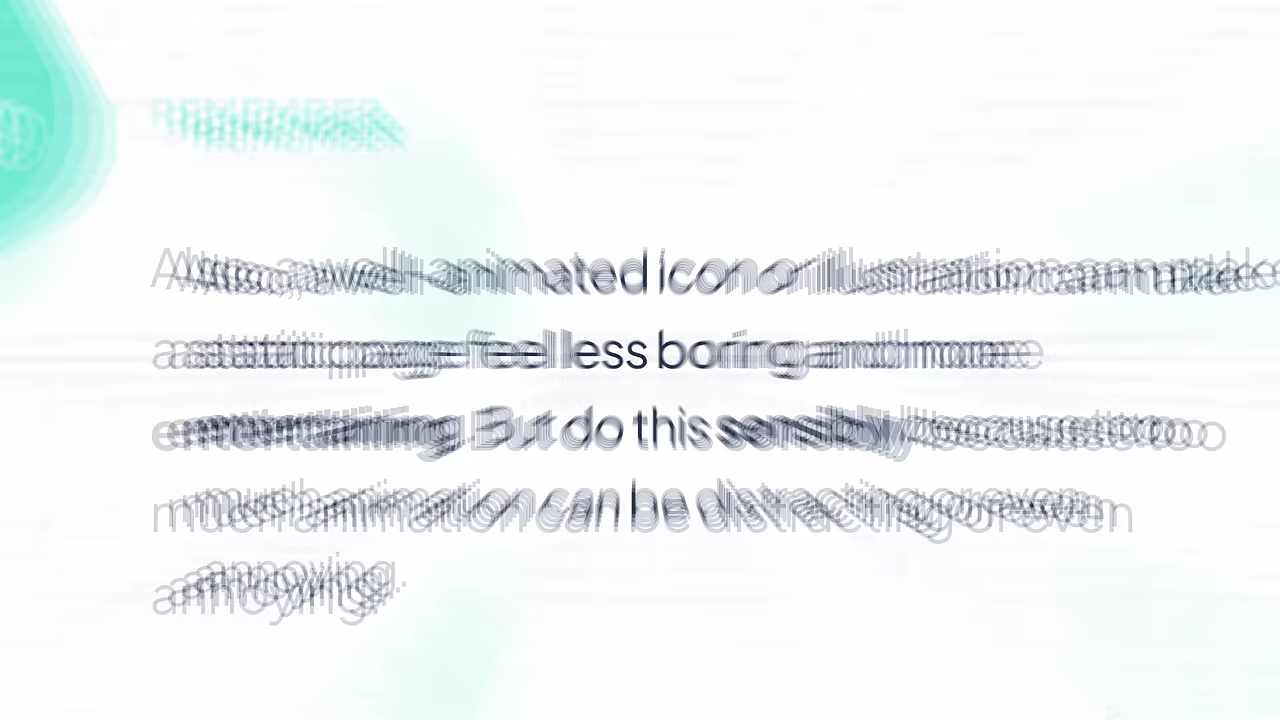 REMEMBER
Also, a well-animated icon or illustration can make
a static page feel less boring and more
entertaining. But do this sensibly, because too
much animation can be distracting or even
annoying.